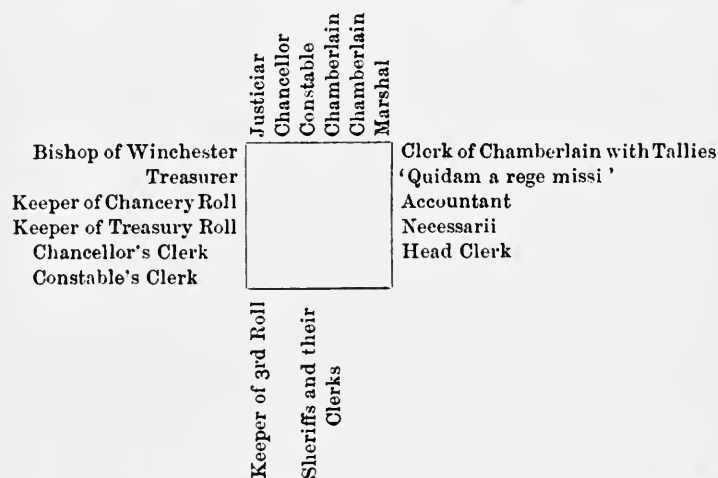 Justiciar
Chancellor
Constable
Chamberlain
Chamberlain
Marshal
Bishop of Winchester
Treasurer
Keeper of Chancery Roll
Keeper of Treasury Roll
Chancellor's Clerk
Constable's Clerk
Clerk of Chamberlain with Tallies
'Quidam a rege missi'
Accountant
Necessarii
Head Clerk
Keeper of 3rd Roll
Sheriffs and their
Clerks